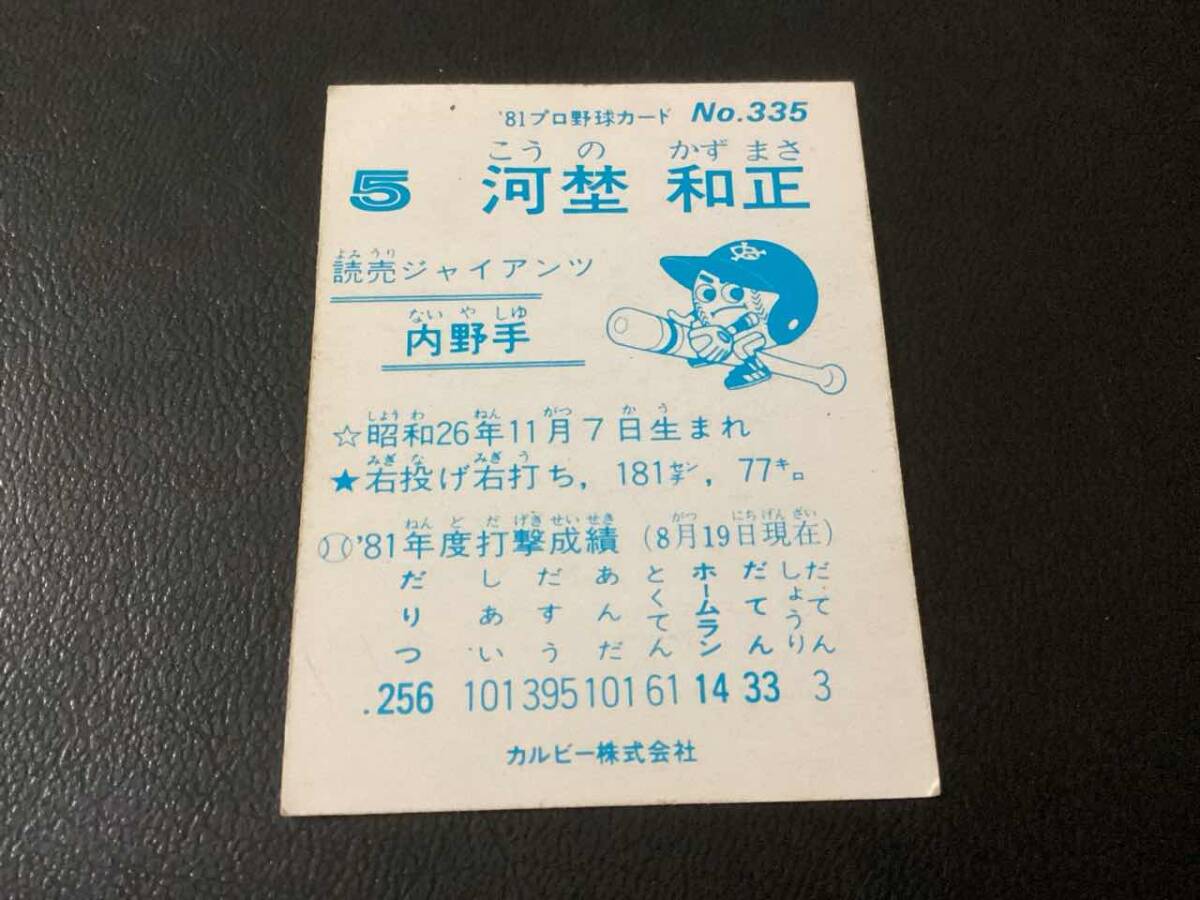 '81プロ野球カード No.335
こう の かず まさ
5 河埜 和正
よみ うり
読売ジャイアンツ
ない や しゆ
内野手
しよう わ ねん がつ か う
☆昭和26年11月7日生まれ
みぎ な みぎ う
★右投げ右打ち, 181センチ, 77キロ
ねん ど だ げき せい せき がつ にち げん ざい
'81年度打撃成績 (8月19日現在)
だりつ しあい だすう あんだ とくてん ホームラン だてん しょうり だてん
.256 101 395 101 61 14 33 3
カルビー株式会社